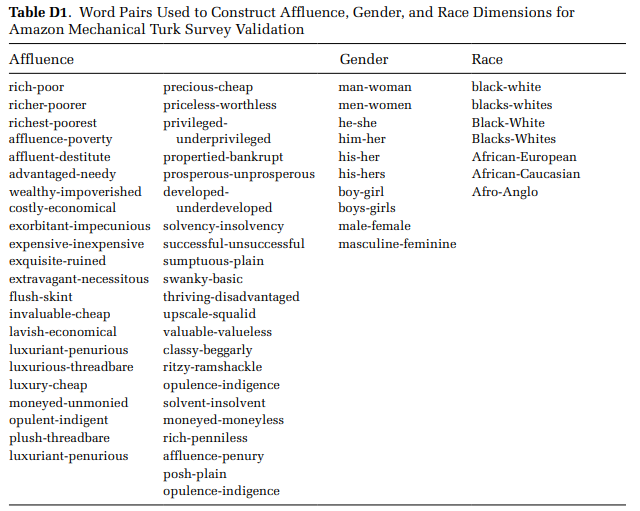 Table D1. Word Pairs Used to Construct Affluence, Gender, and Race Dimensions for
Amazon Mechanical Turk Survey Validation
Affluence Gender Race
rich-poor precious-cheap man-woman black-white
richer-poorer priceless-worthless men-women blacks-whites
richest-poorest privileged- he-she Black-White
affluence-poverty underprivileged him-her Blacks-Whites
affluent-destitute propertied-bankrupt his-her African-European
advantaged-needy prosperous-unprosperous his-hers African-Caucasian
wealthy-impoverished developed- boy-girl Afro-Anglo
costly-economical underdeveloped boys-girls
exorbitant-impecunious solvency-insolvency male-female
expensive-inexpensive successful-unsuccessful masculine-feminine
exquisite-ruined sumptuous-plain
extravagant-necessitous swanky-basic
flush-skint thriving-disadvantaged
invaluable-cheap upscale-squalid
lavish-economical valuable-valueless
luxuriant-penurious classy-beggarly
luxurious-threadbare ritzy-ramshackle
luxury-cheap opulence-indigence
moneyed-unmonied solvent-insolvent
opulent-indigent moneyed-moneyless
plush-threadbare rich-penniless
luxuriant-penurious affluence-penury
posh-plain
opulence-indigence